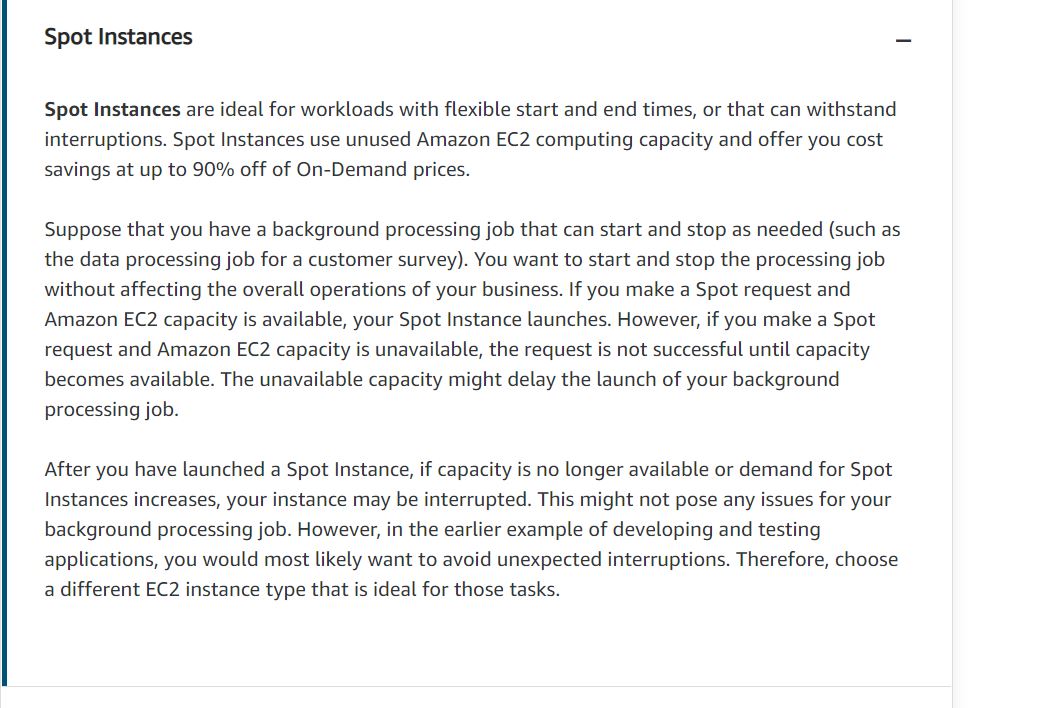 Spot Instances
Spot Instances are ideal for workloads with flexible start and end times, or that can withstand
interruptions. Spot Instances use unused Amazon EC2 computing capacity and offer you cost
savings at up to 90% off of On-Demand prices.
Suppose that you have a background processing job that can start and stop as needed (such as
the data processing job for a customer survey). You want to start and stop the processing job
without affecting the overall operations of your business. If you make a Spot request and
Amazon EC2 capacity is available, your Spot Instance launches. However, if you make a Spot
request and Amazon EC2 capacity is unavailable, the request is not successful until capacity
becomes available. The unavailable capacity might delay the launch of your background
processing job.
After you have launched a Spot Instance, if capacity is no longer available or demand for Spot
Instances increases, your instance may be interrupted. This might not pose any issues for your
background processing job. However, in the earlier example of developing and testing
applications, you would most likely want to avoid unexpected interruptions. Therefore, choose
a different EC2 instance type that is ideal for those tasks.